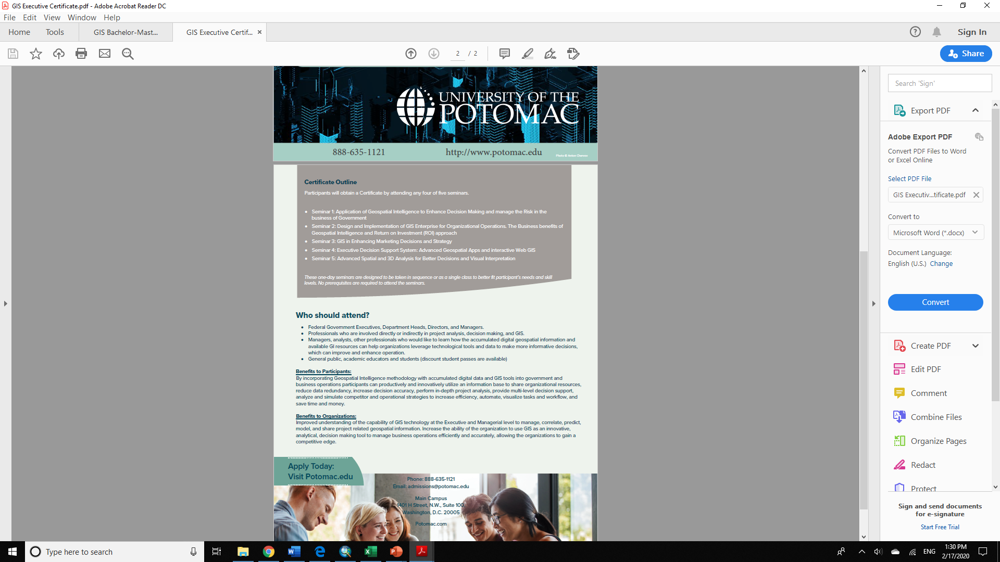 GIS Executive Certificate.pdf - Adobe Acrobat Reader DC
File Edit View Window Help
Home Tools GIS Bachelor-Mast... GIS Executive Certif... ×
? Sign In
2 / 2
Share
UNIVERSITY OF THE
POTOMAC
888-635-1121 http://www.potomac.edu Photo © Anton Chervov
Certificate Outline
Participants will obtain a Certificate by attending any four of five seminars.
• Seminar 1: Application of Geospatial Intelligence to Enhance Decision Making and manage the Risk in the
business of Government
• Seminar 2: Design and Implementation of GIS Enterprise for Organizational Operations. The Business benefits of
Geospatial Intelligence and Return on Investment (ROI) approach
• Seminar 3: GIS in Enhancing Marketing Decisions and Strategy
• Seminar 4: Executive Decision Support System: Advanced Geospatial Apps and interactive Web GIS
• Seminar 5: Advanced Spatial and 3D Analysis for Better Decisions and Visual Interpretation
These one-day seminars are designed to be taken in sequence or as a single class to better fit participant's needs and skill
levels. No prerequisites are required to attend the seminars.
Who should attend?
• Federal Government Executives, Department Heads, Directors, and Managers.
• Professionals who are involved directly or indirectly in project analysis, decision making, and GIS.
• Managers, analysts, other professionals who would like to learn how the accumulated digital geospatial information and
available GI resources can help organizations leverage technological tools and data to make more informative decisions,
which can improve and enhance operation.
• General public, academic educators and students (discount student passes are available)
Benefits to Participants:
By incorporating Geospatial Intelligence methodology with accumulated digital data and GIS tools into government and
business operations participants can productively and innovatively utilize an information base to share organizational resources,
reduce data redundancy, increase decision accuracy, perform in-depth project analysis, provide multi-level decision support,
analyze and simulate competitor and operational strategies to increase efficiency, automate, visualize tasks and workflow, and
save time and money.
Benefits to Organizations:
Improved understanding of the capability of GIS technology at the Executive and Managerial level to manage, correlate, predict,
model, and share project related geospatial information. Increase the ability of the organization to use GIS as an innovative,
analytical, decision making tool to manage business operations efficiently and accurately, allowing the organizations to gain a
competitive edge.
Apply Today:
Visit Potomac.edu
Phone: 888-635-1121
Email: admissions@potomac.edu
Main Campus
1401 H Street, N.W., Suite 100
Washington, D.C. 20005
Potomac.com
Search 'Sign'
Export PDF
Adobe Export PDF
Convert PDF Files to Word
or Excel Online
Select PDF File
GIS Executiv...tificate.pdf
Convert to
Microsoft Word (*.docx)
Document Language:
English (U.S.) Change
Convert
Create PDF
Edit PDF
Comment
Combine Files
Organize Pages
Redact
Protect
Sign and send documents
for e-signature
Start Free Trial
Type here to search
ENG
1:30 PM
2/17/2020